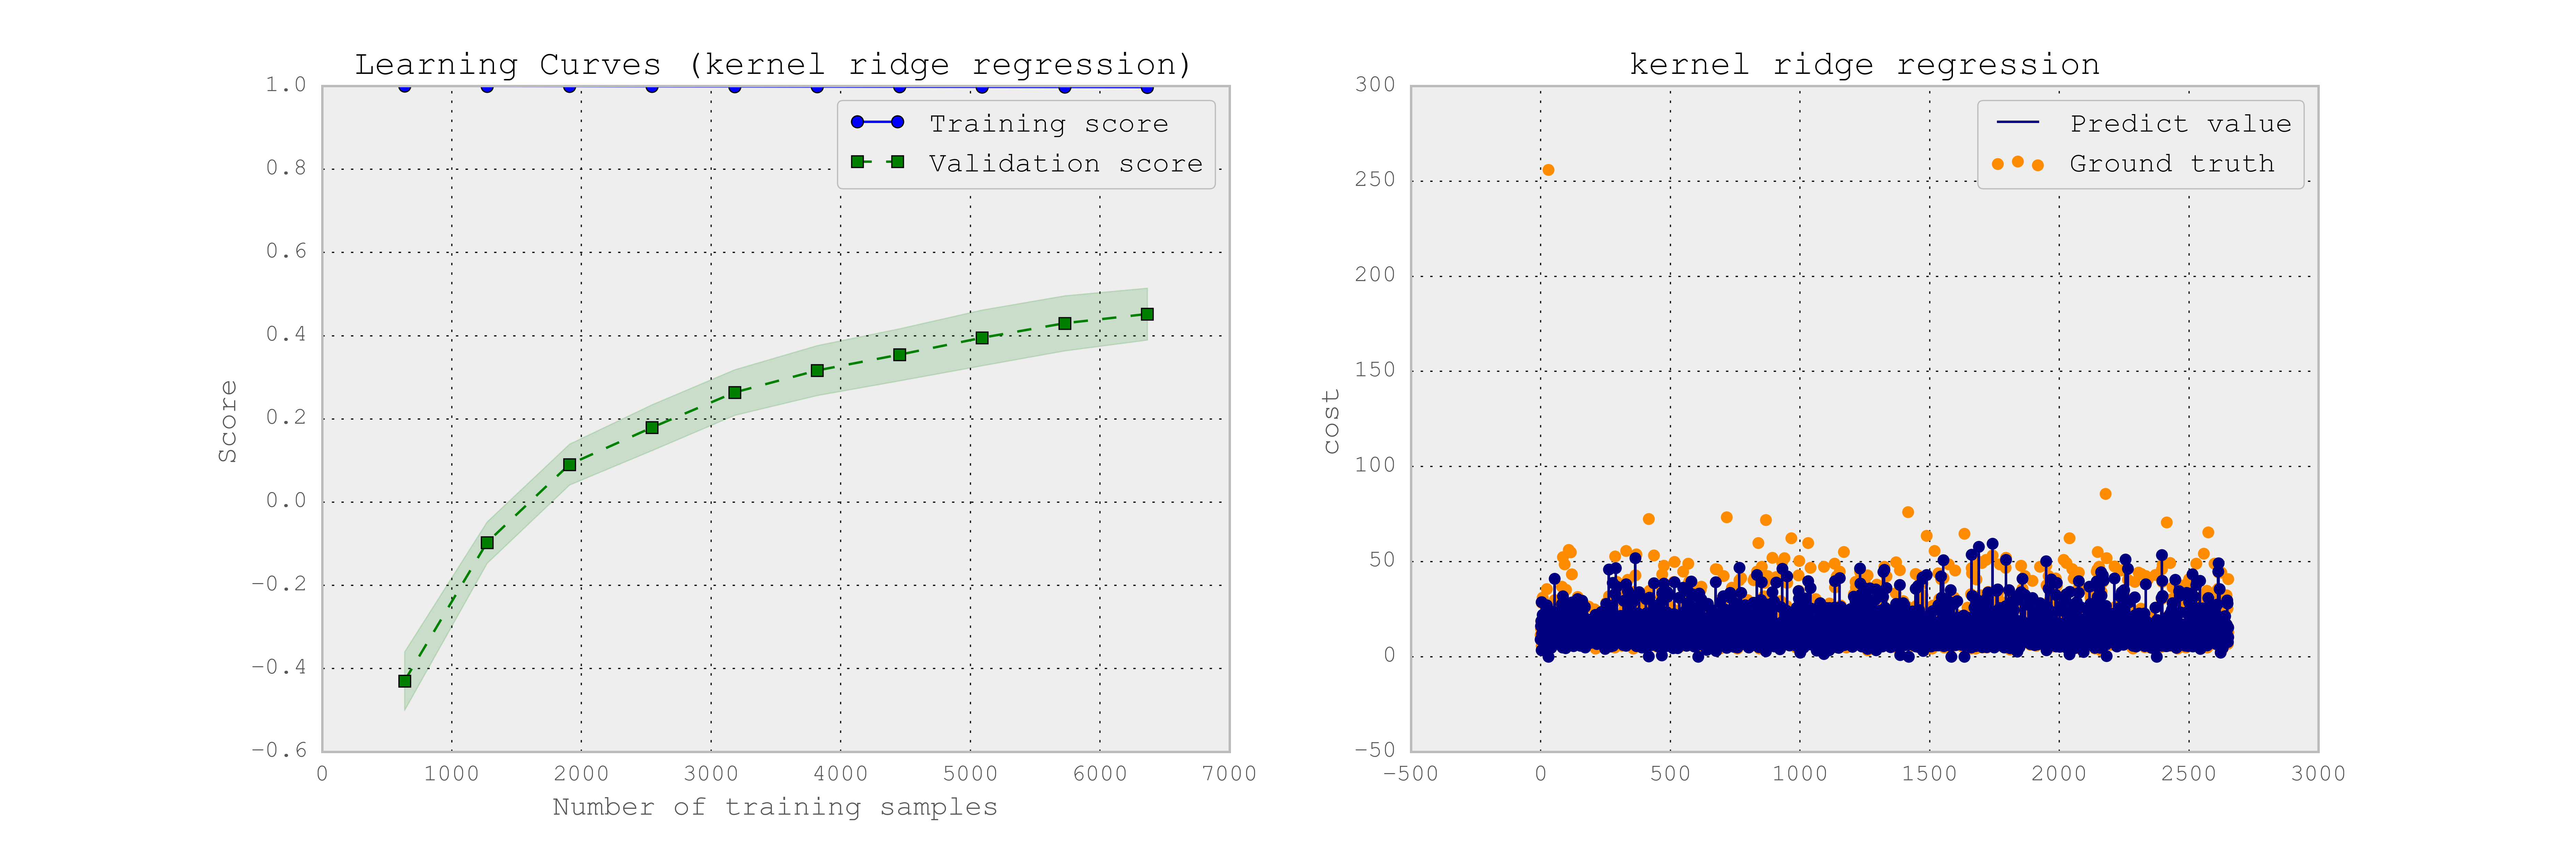 Learning Curves (kernel ridge regression)
1.0
0.8
0.6
0.4
0.2
0.0
−0.2
−0.4
−0.6
Score
Training score
Validation score
0 1000 2000 3000 4000 5000 6000 7000
Number of training samples
kernel ridge regression
300
250
200
150
100
50
0
−50
cost
Predict value
Ground truth
−500 0 500 1000 1500 2000 2500 3000